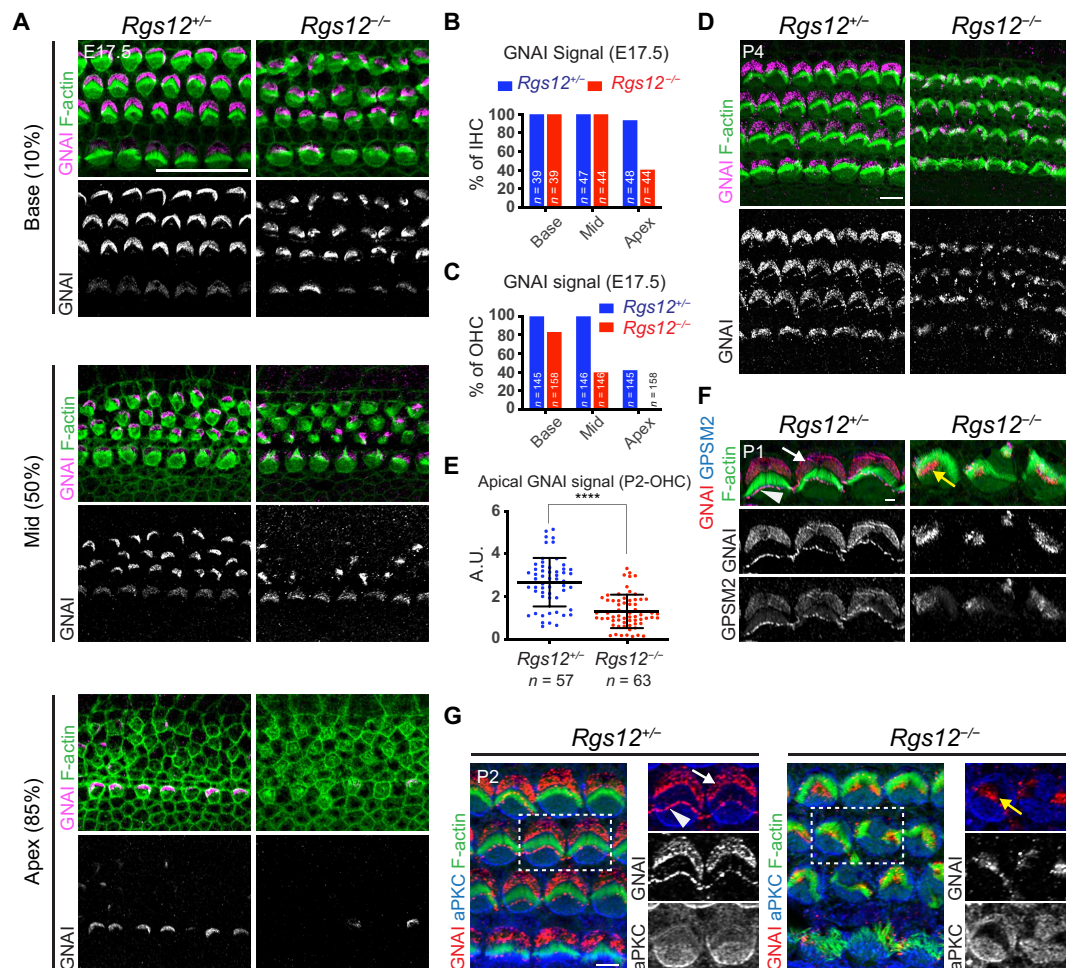 A
Rgs12+/–
Rgs12–/–
E17.5
GNAI F-actin
Base (10%)
GNAI
GNAI F-actin
Mid (50%)
GNAI
GNAI F-actin
Apex (85%)
GNAI
B
GNAI Signal (E17.5)
Rgs12+/–
Rgs12–/–
% of IHC
100
80
60
40
20
0
n = 39
n = 39
n = 47
n = 44
n = 48
n = 44
Base
Mid
Apex
C
GNAI signal (E17.5)
Rgs12+/–
Rgs12–/–
% of OHC
100
80
60
40
20
0
n = 145
n = 158
n = 146
n = 146
n = 145
n = 158
Base
Mid
Apex
E
Apical GNAI signal (P2-OHC)
****
A.U.
6
4
2
0
Rgs12+/–
Rgs12–/–
n = 57
n = 63
D
Rgs12+/–
Rgs12–/–
P4
GNAI F-actin
GNAI
F
Rgs12+/–
Rgs12–/–
P1
GNAI GPSM2
F-actin
GNAI
GPSM2
G
Rgs12+/–
Rgs12–/–
P2
GNAI aPKC F-actin
GNAI
aPKC
GNAI aPKC F-actin
GNAI
aPKC